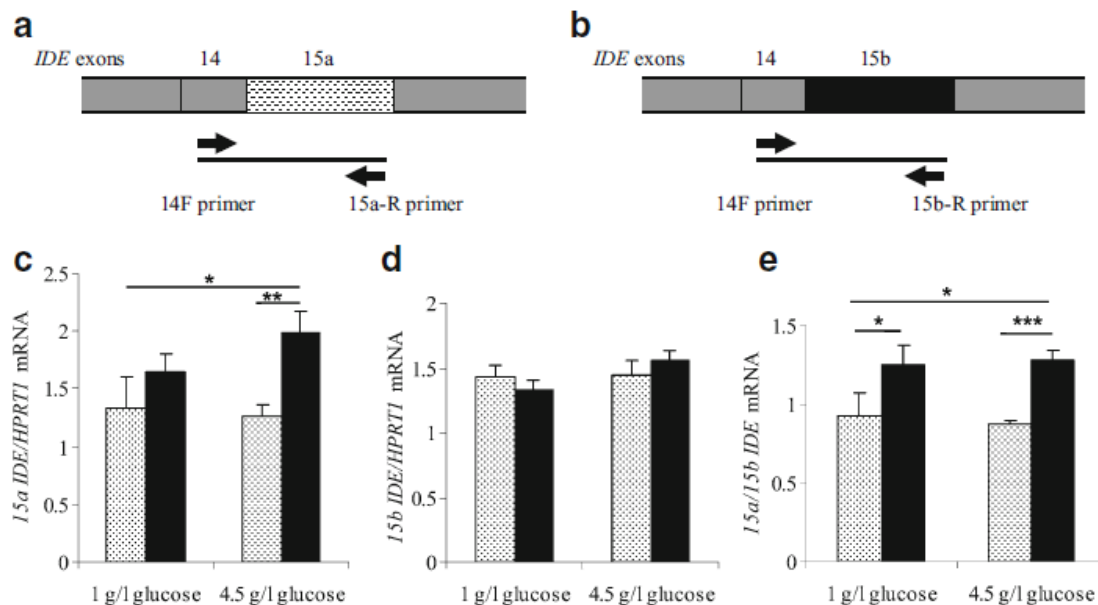 a
IDE exons 14 15a
14F primer 15a-R primer
b
IDE exons 14 15b
14F primer 15b-R primer
c
15a IDE/HPRT1 mRNA
2.5
2
1.5
1
0.5
0
*
**
1 g/l glucose 4.5 g/l glucose
d
15b IDE/HPRT1 mRNA
2
1.5
1
0.5
0
1 g/l glucose 4.5 g/l glucose
e
15a/15b IDE mRNA
1.5
1
0.5
0
*
*
***
1 g/l glucose 4.5 g/l glucose